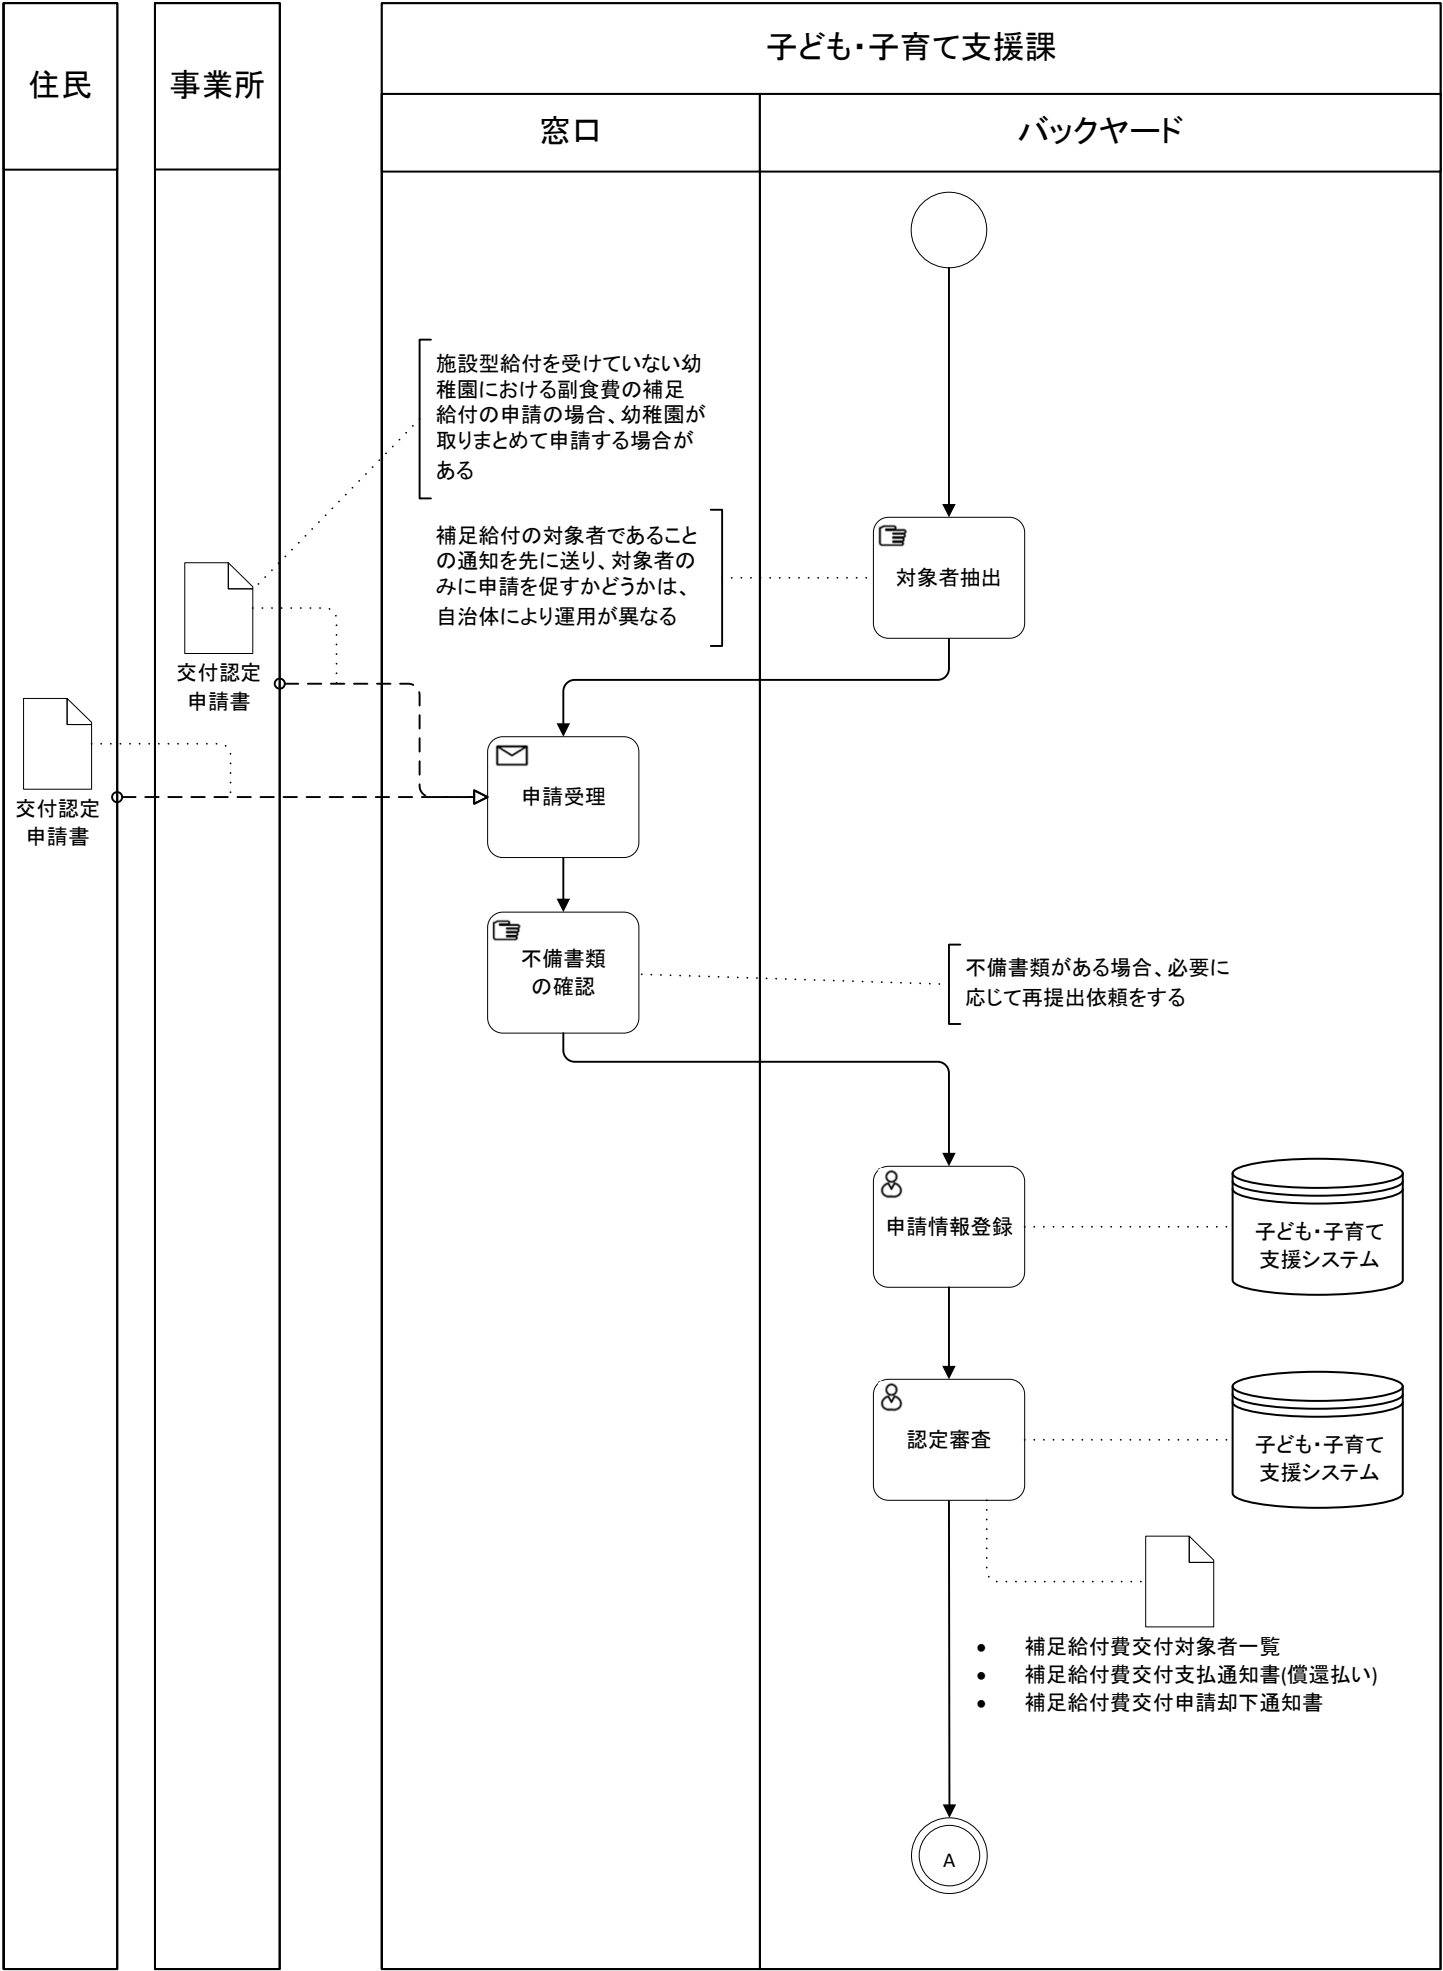 住民
事業所
子ども・子育て支援課
窓口
バックヤード
施設型給付を受けていない幼
稚園における副食費の補足
給付の申請の場合、幼稚園が
取りまとめて申請する場合が
ある
補足給付の対象者であること
の通知を先に送り、対象者の
みに申請を促すかどうかは、
自治体により運用が異なる
対象者抽出
交付認定
申請書
交付認定
申請書
申請受理
不備書類
の確認
不備書類がある場合、必要に
応じて再提出依頼をする
申請情報登録
子ども・子育て
支援システム
認定審査
子ども・子育て
支援システム
• 補足給付費交付対象者一覧
• 補足給付費交付支払通知書(償還払い)
• 補足給付費交付申請却下通知書
A